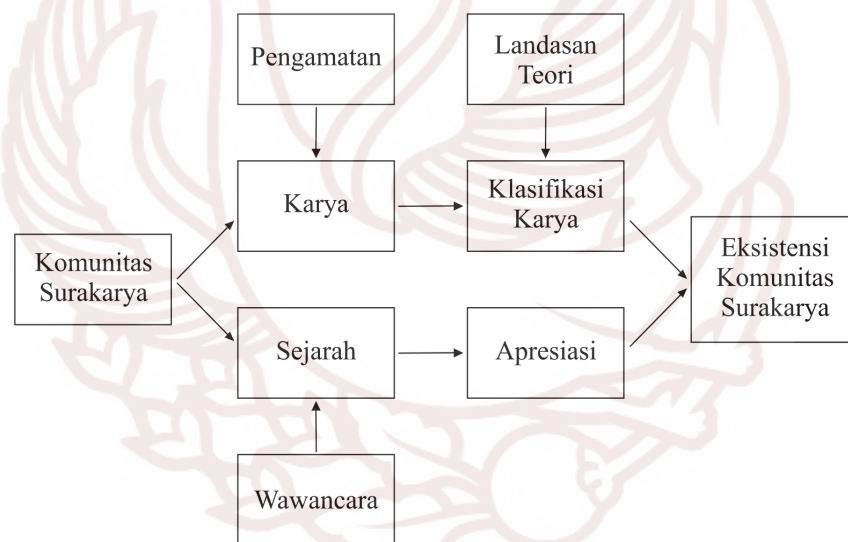 Pengamatan
Landasan
Teori
Karya
Klasifikasi
Karya
Komunitas
Surakarya
Eksistensi
Komunitas
Surakarya
Sejarah
Apresiasi
Wawancara